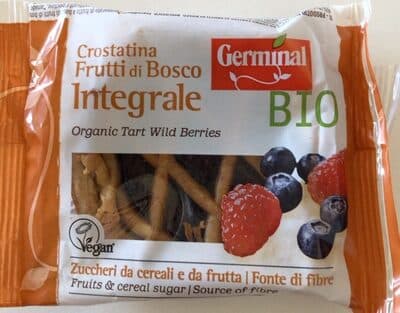 Crostatina
Frutti di Bosco
Integrale
Organic Tart Wild Berries
Germinal
BIO
Vegan
Zuccheri da cereali e da frutta | Fonte di fibre
Fruits & cereal sugar | Source of fibre